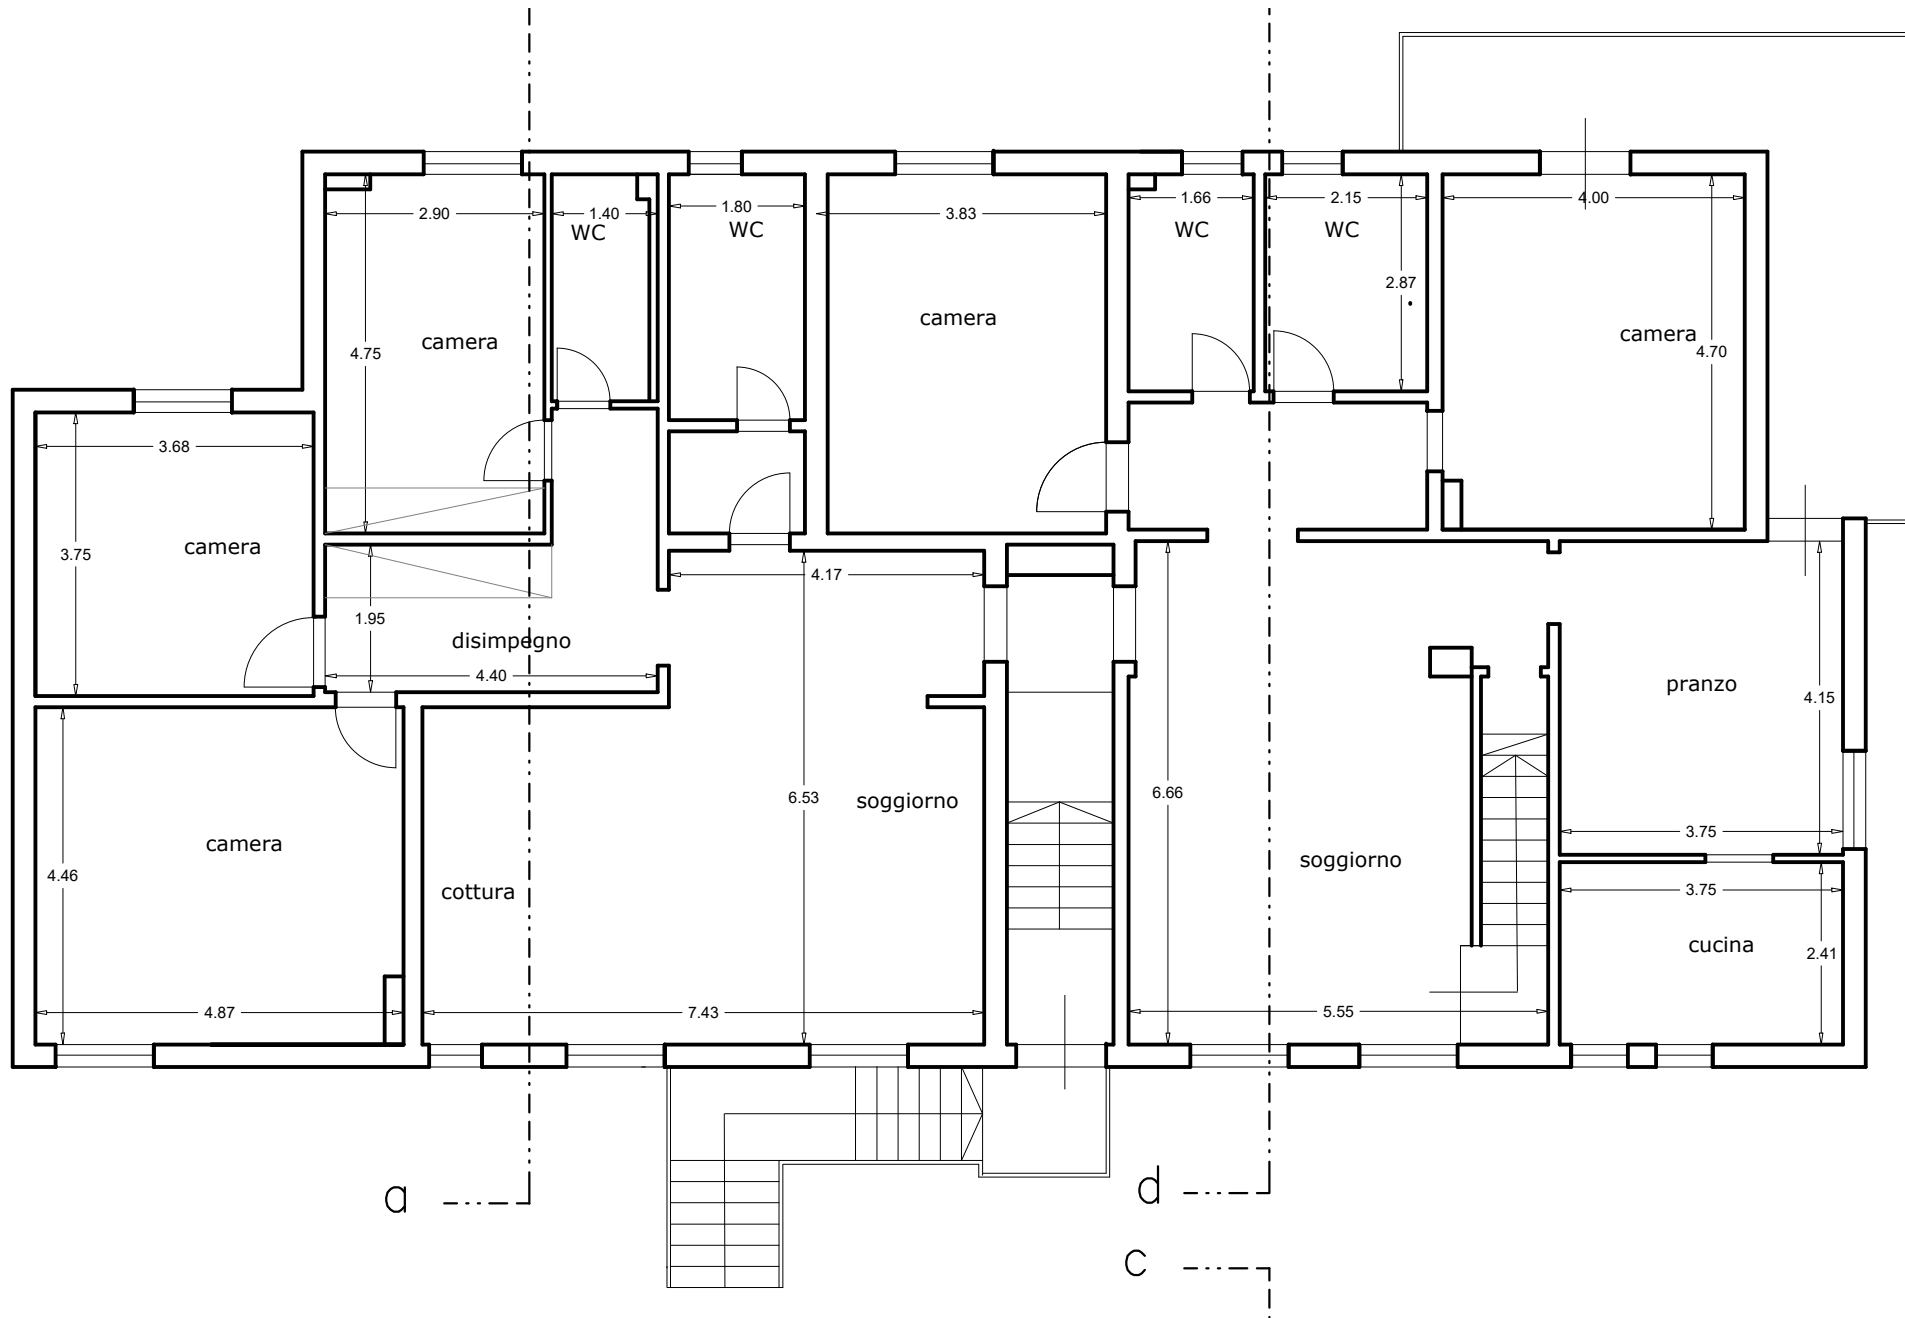 2.90
1.40
WC
1.80
WC
3.83
1.66
WC
2.15
WC
4.00
2.87
camera
4.75
camera
camera
4.70
3.68
3.75
camera
4.17
1.95
disimpegno
4.40
pranzo
4.15
6.53
soggiorno
6.66
3.75
camera
4.46
cottura
soggiorno
3.75
cucina
2.41
4.87
7.43
5.55
a
d
c